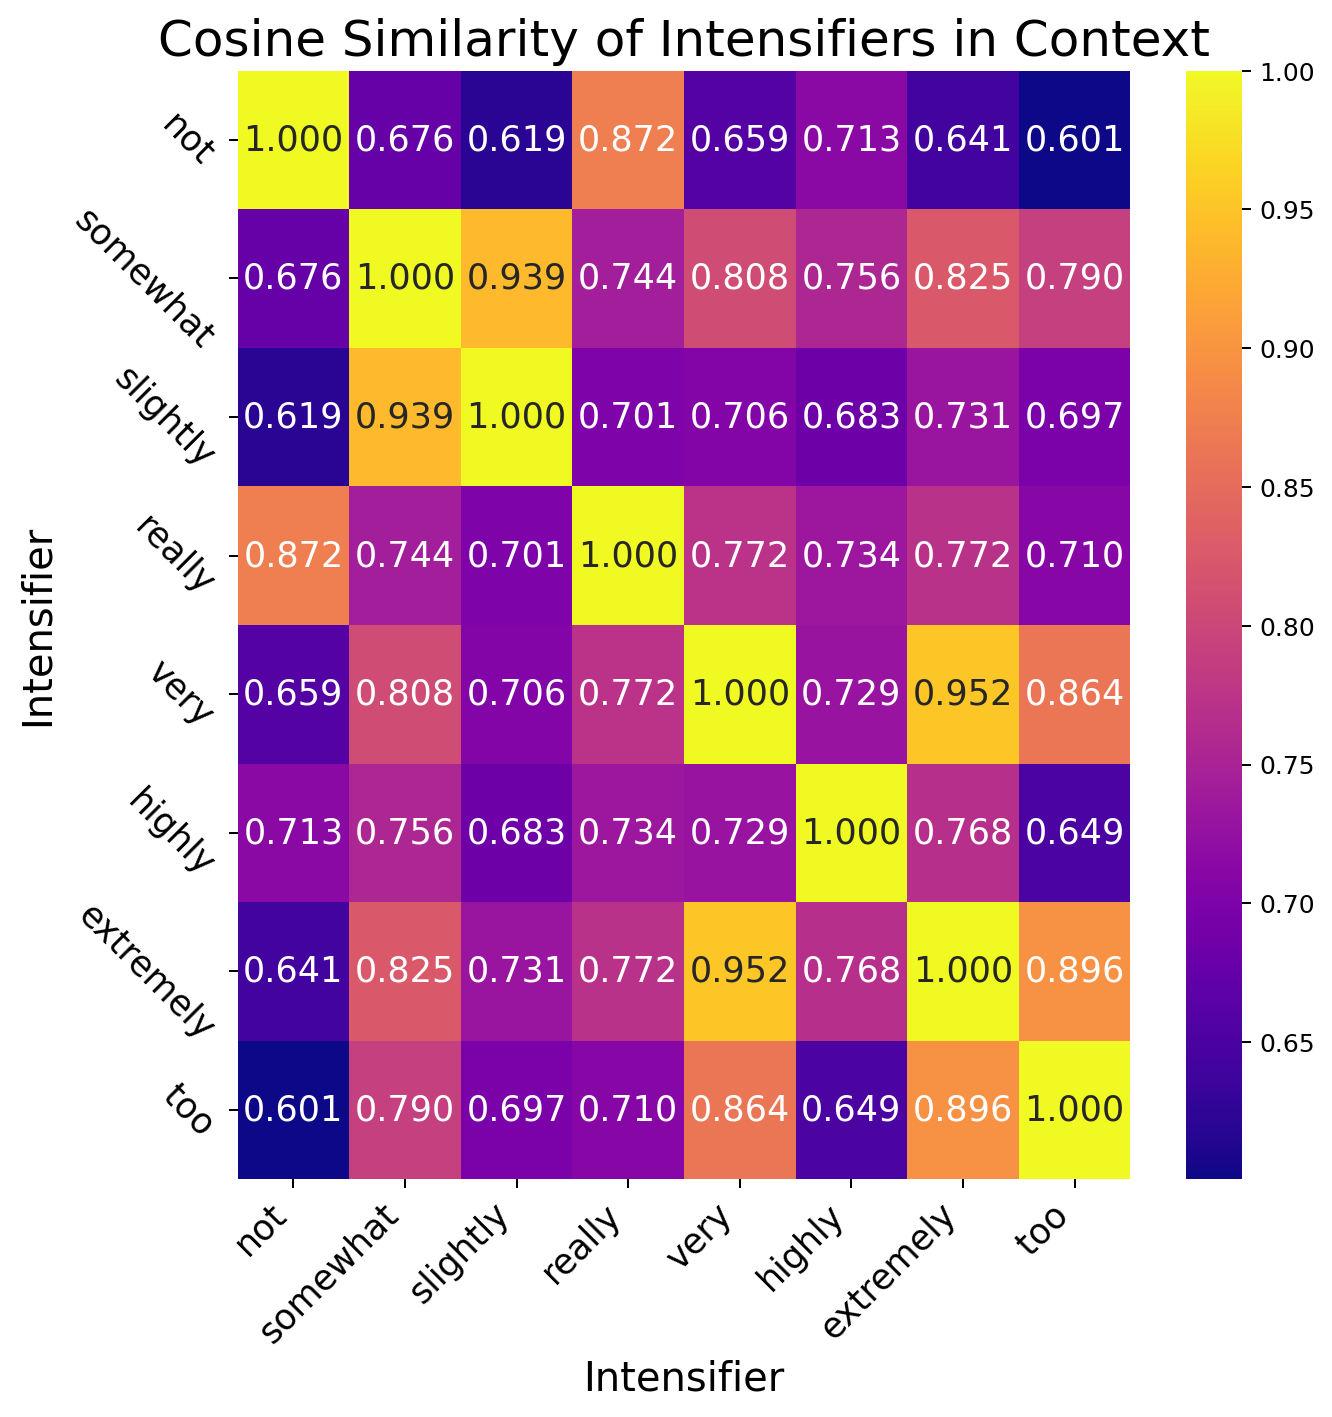 Cosine Similarity of Intensifiers in Context
not 1.000 0.676 0.619 0.872 0.659 0.713 0.641 0.601
somewhat 0.676 1.000 0.939 0.744 0.808 0.756 0.825 0.790
slightly 0.619 0.939 1.000 0.701 0.706 0.683 0.731 0.697
really 0.872 0.744 0.701 1.000 0.772 0.734 0.772 0.710
very 0.659 0.808 0.706 0.772 1.000 0.729 0.952 0.864
highly 0.713 0.756 0.683 0.734 0.729 1.000 0.768 0.649
extremely 0.641 0.825 0.731 0.772 0.952 0.768 1.000 0.896
too 0.601 0.790 0.697 0.710 0.864 0.649 0.896 1.000
not somewhat slightly really very highly extremely too
Intensifier
Intensifier
1.00
0.95
0.90
0.85
0.80
0.75
0.70
0.65